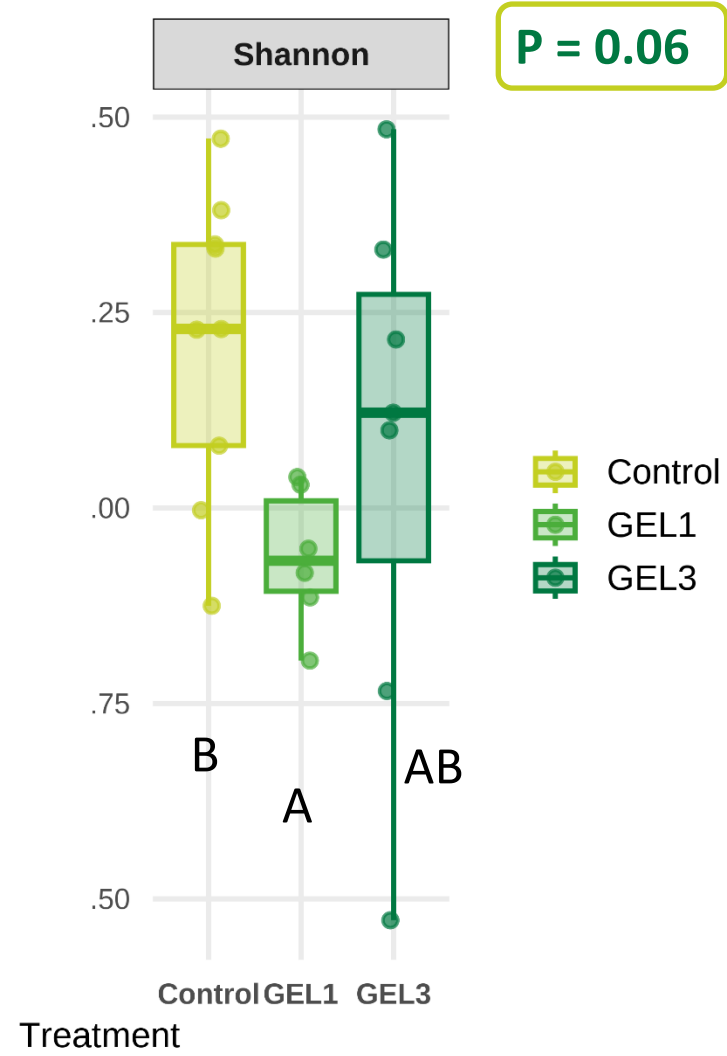 Shannon
P = 0.06
.50
.25
.00
.75
.50
B
A
AB
Control
GEL1
GEL3
Control GEL1 GEL3
Treatment